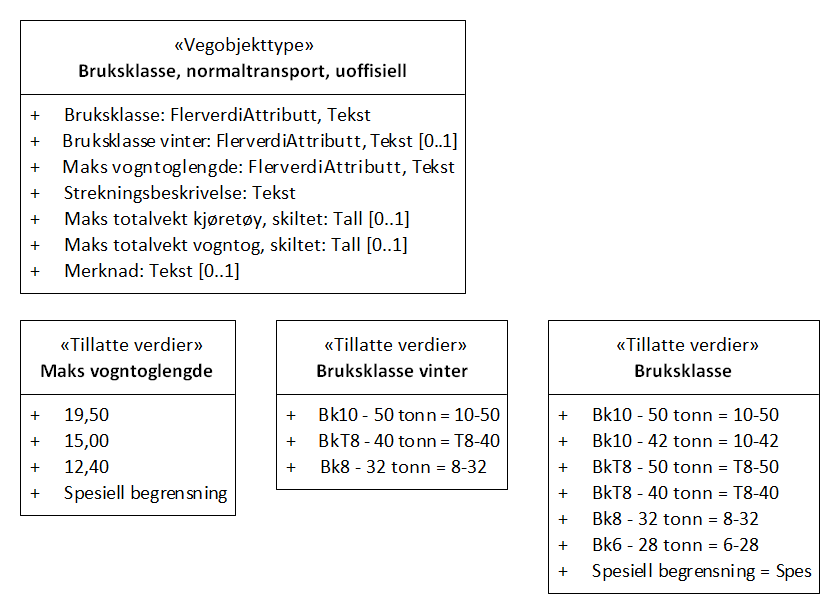 «Vegobjekttype»
Bruksklasse, normaltransport, uoffisiell
+ Bruksklasse: FlerverdiAttributt, Tekst
+ Bruksklasse vinter: FlerverdiAttributt, Tekst [0..1]
+ Maks vogntoglengde: FlerverdiAttributt, Tekst
+ Strekningsbeskrivelse: Tekst
+ Maks totalvekt kjøretøy, skiltet: Tall [0..1]
+ Maks totalvekt vogntog, skiltet: Tall [0..1]
+ Merknad: Tekst [0..1]
«Tillatte verdier»
Maks vogntoglengde
+ 19,50
+ 15,00
+ 12,40
+ Spesiell begrensning
«Tillatte verdier»
Bruksklasse vinter
+ Bk10 - 50 tonn = 10-50
+ BkT8 - 40 tonn = T8-40
+ Bk8 - 32 tonn = 8-32
«Tillatte verdier»
Bruksklasse
+ Bk10 - 50 tonn = 10-50
+ Bk10 - 42 tonn = 10-42
+ BkT8 - 50 tonn = T8-50
+ BkT8 - 40 tonn = T8-40
+ Bk8 - 32 tonn = 8-32
+ Bk6 - 28 tonn = 6-28
+ Spesiell begrensning = Spes